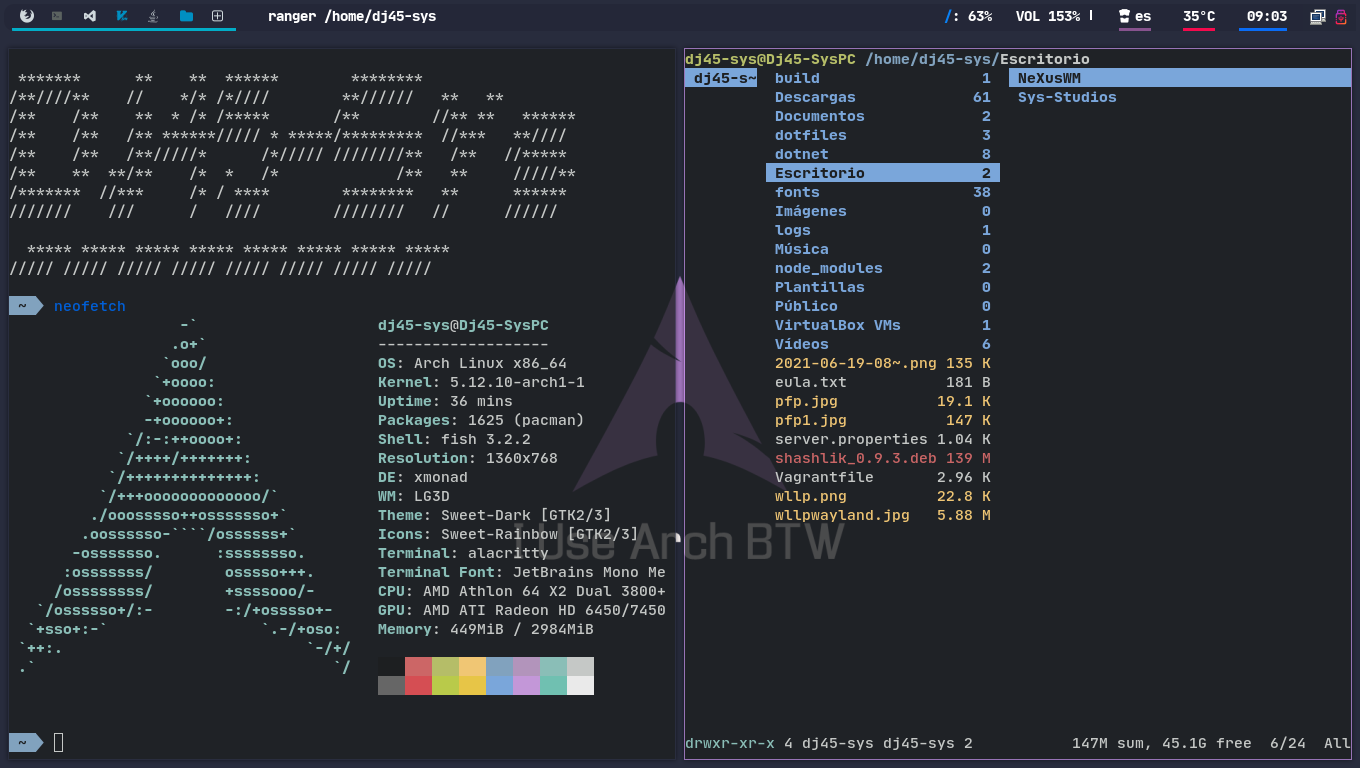 ranger /home/dj45-sys
/: 63%
VOL 153%
es
35°C
09:03
~ neofetch
dj45-sys@Dj45-SysPC
-------------------
OS: Arch Linux x86_64
Kernel: 5.12.10-arch1-1
Uptime: 36 mins
Packages: 1625 (pacman)
Shell: fish 3.2.2
Resolution: 1360x768
DE: xmonad
WM: LG3D
Theme: Sweet-Dark [GTK2/3]
Icons: Sweet-Rainbow [GTK2/3]
Terminal: alacritty
Terminal Font: JetBrains Mono Me
CPU: AMD Athlon 64 X2 Dual 3800+
GPU: AMD ATI Radeon HD 6450/7450
Memory: 449MiB / 2984MiB
~
I Use Arch BTW
dj45-sys@Dj45-SysPC /home/dj45-sys/Escritorio
dj45-s~
build 1
Descargas 61
Documentos 2
dotfiles 3
dotnet 8
Escritorio 2
fonts 38
Imágenes 0
logs 1
Música 0
node_modules 2
Plantillas 0
Público 0
VirtualBox VMs 1
Vídeos 6
2021-06-19-08~.png 135 K
eula.txt 181 B
pfp.jpg 19.1 K
pfp1.jpg 147 K
server.properties 1.04 K
shashlik_0.9.3.deb 139 M
Vagrantfile 2.96 K
wllp.png 22.8 K
wllpwayland.jpg 5.88 M
NeXusWM
Sys-Studios
drwxr-xr-x 4 dj45-sys dj45-sys 2
147M sum, 45.1G free 6/24 All